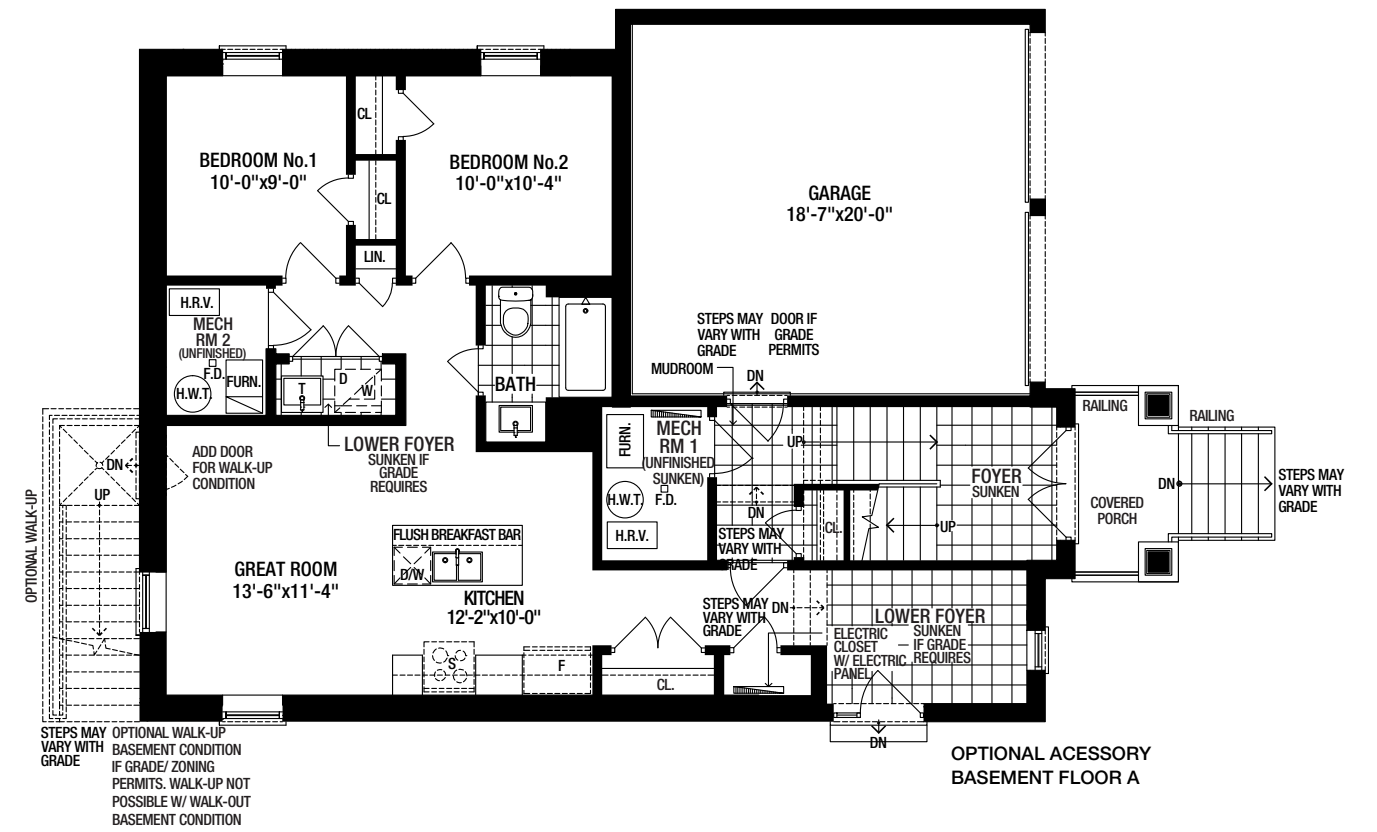 CL
BEDROOM No.1
10'-0"x9'-0"
BEDROOM No.2
10'-0"x10'-4"
CL
LIN.
GARAGE
18'-7"x20'-0"
H.R.V.
MECH
RM 2
(UNFINISHED)
F.D.
FURN.
H.W.T.
T
D
W
BATH
STEPS MAY
VARY WITH
GRADE
DOOR IF
GRADE
PERMITS
MUDROOM
DN
LOWER FOYER
SUNKEN IF
GRADE
REQUIRES
ADD DOOR
FOR WALK-UP
CONDITION
DN
UP
OPTIONAL WALK-UP
FURN.
MECH
RM 1
(UNFINISHED
SUNKEN)
F.D.
H.W.T.
H.R.V.
UP
DN
CL.
UP
FOYER
SUNKEN
RAILING
RAILING
COVERED
PORCH
DN
STEPS MAY
VARY WITH
GRADE
STEPS MAY
VARY WITH
GRADE
FLUSH BREAKFAST BAR
D/W
GREAT ROOM
13'-6"x11'-4"
KITCHEN
12'-2"x10'-0"
STEPS MAY
VARY WITH
GRADE
DN
LOWER FOYER
SUNKEN
IF GRADE
REQUIRES
ELECTRIC
CLOSET
W/ ELECTRIC
PANEL
S
F
CL.
DN
STEPS MAY
VARY WITH
GRADE
OPTIONAL WALK-UP
BASEMENT CONDITION
IF GRADE/ ZONING
PERMITS. WALK-UP NOT
POSSIBLE W/ WALK-OUT
BASEMENT CONDITION
OPTIONAL ACESSORY
BASEMENT FLOOR A